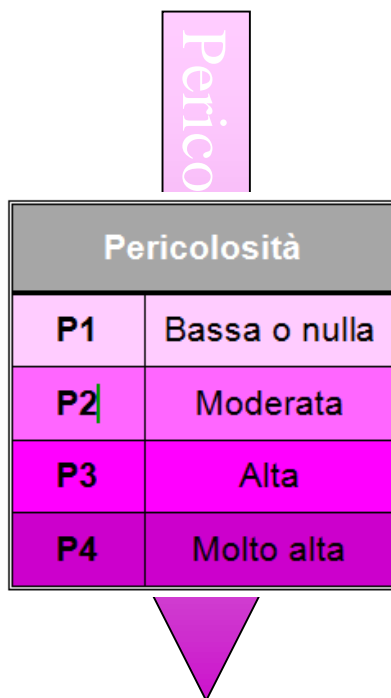 Perico
Pericolosità
P1 Bassa o nulla
P2 Moderata
P3 Alta
P4 Molto alta